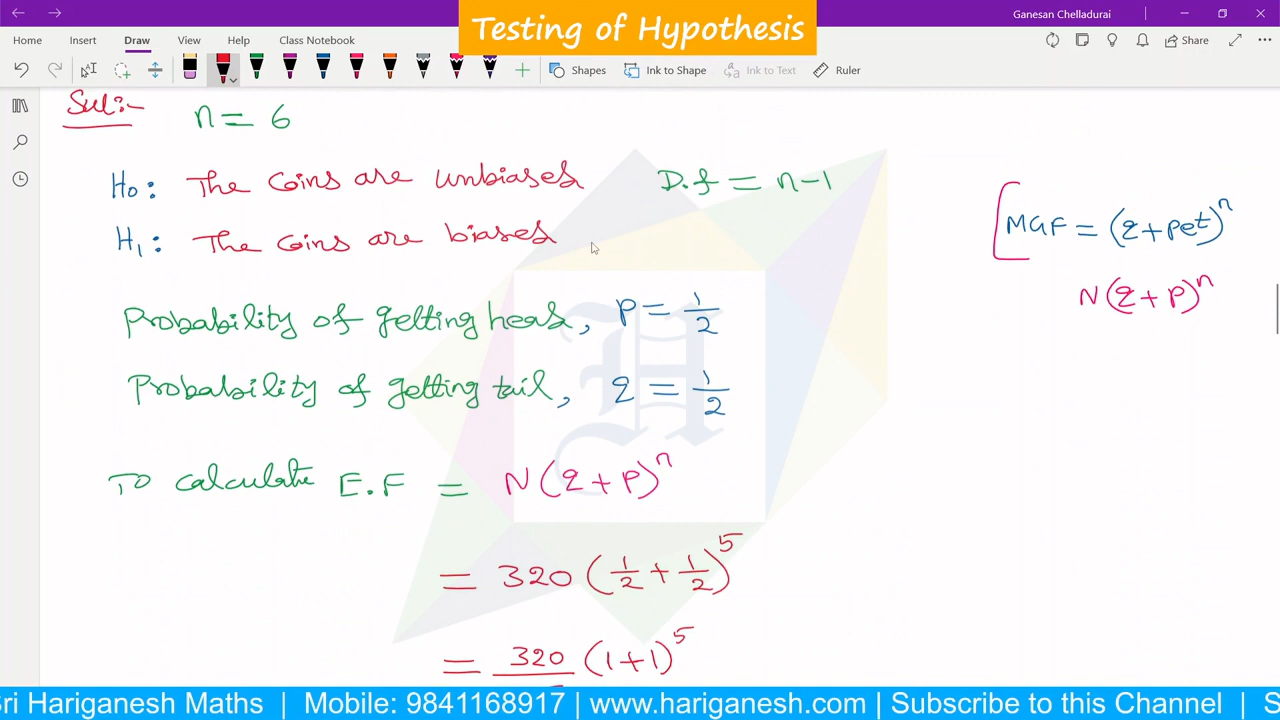 Testing of Hypothesis
Ganesan Chelladurai
Home Insert Draw View Help Class Notebook
Share
Shapes Ink to Shape Ink to Text Ruler
Sol:-
n = 6
H0: The Coins are unbiased D.f = n-1
H1: The Coins are biased
MGF = (q+pet)^n
N(q+p)^n
Probability of getting head, p = 1/2
Probability of getting tail, q = 1/2
To calculate E.F = N(q+p)^n
= 320 (1/2 + 1/2)^5
= 320 (1+1)^5
Sri Hariganesh Maths | Mobile: 9841168917 | www.hariganesh.com | Subscribe to this Channel | S